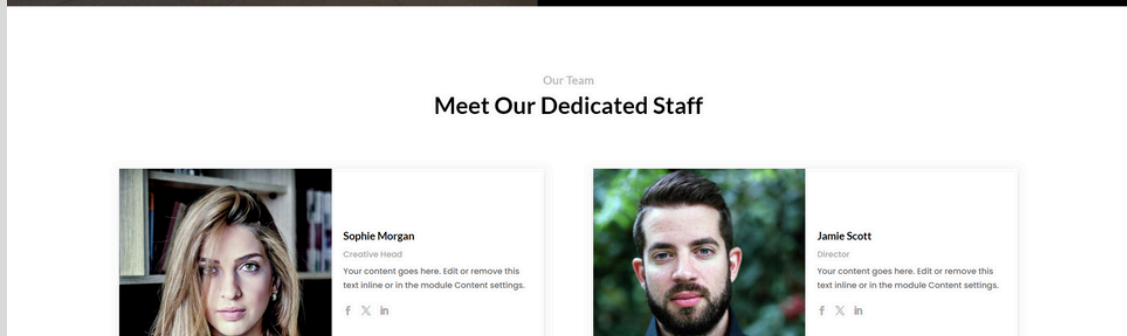 Our Team
Meet Our Dedicated Staff
Sophie Morgan
Creative Head
Your content goes here. Edit or remove this
text inline or in the module Content settings.
Jamie Scott
Director
Your content goes here. Edit or remove this
text inline or in the module Content settings.